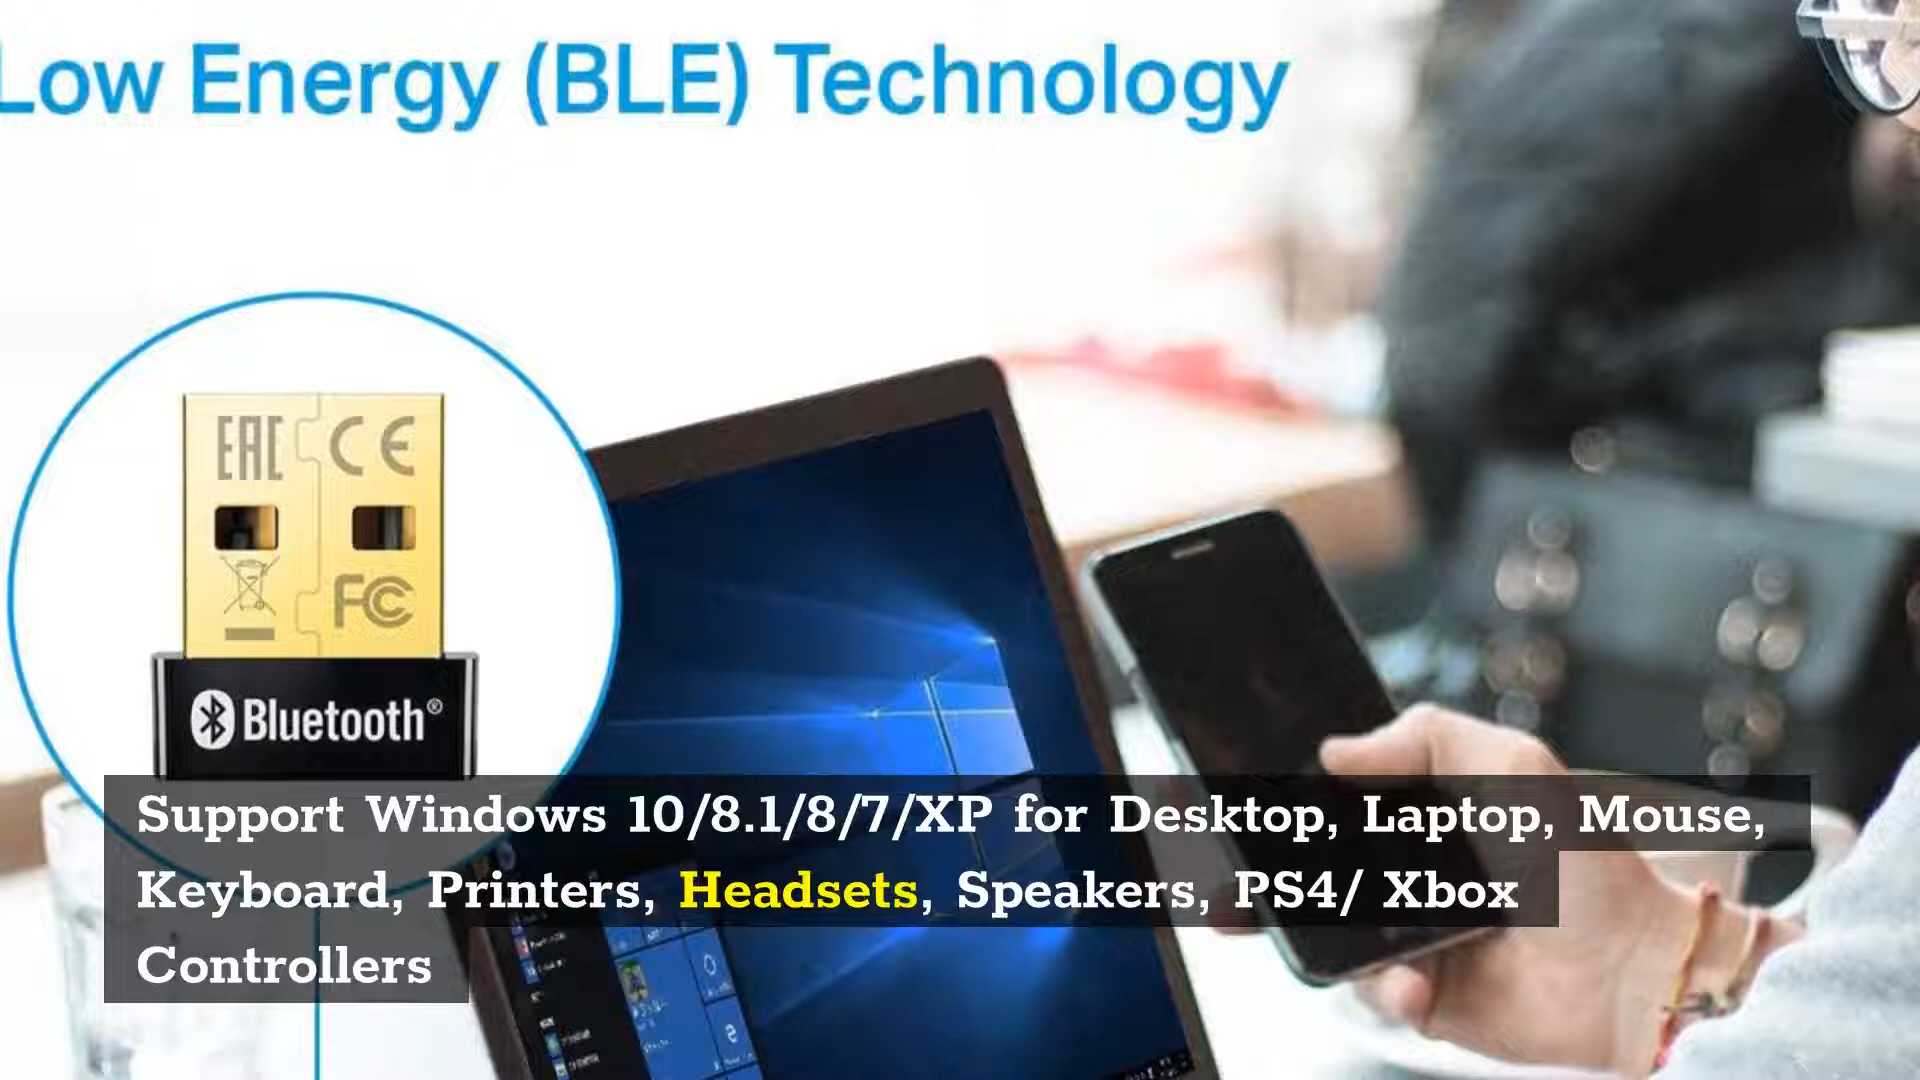 Low Energy (BLE) Technology
EAC CE
FC
Bluetooth®
Support Windows 10/8.1/8/7/XP for Desktop, Laptop, Mouse,
Keyboard, Printers, Headsets, Speakers, PS4/ Xbox
Controllers